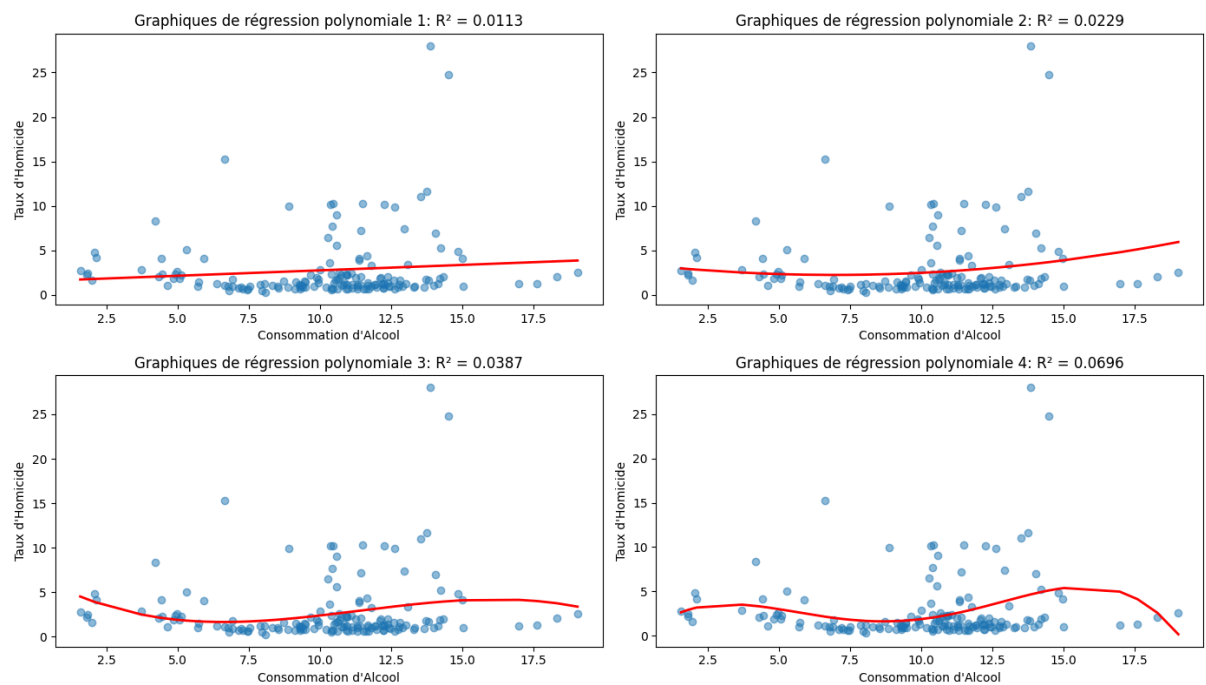 Graphiques de régression polynomiale 1: R² = 0.0113
Taux d'Homicide
25
20
15
10
5
0
2.5 5.0 7.5 10.0 12.5 15.0 17.5
Consommation d'Alcool
Graphiques de régression polynomiale 2: R² = 0.0229
Taux d'Homicide
25
20
15
10
5
0
2.5 5.0 7.5 10.0 12.5 15.0 17.5
Consommation d'Alcool
Graphiques de régression polynomiale 3: R² = 0.0387
Taux d'Homicide
25
20
15
10
5
0
2.5 5.0 7.5 10.0 12.5 15.0 17.5
Consommation d'Alcool
Graphiques de régression polynomiale 4: R² = 0.0696
Taux d'Homicide
25
20
15
10
5
0
2.5 5.0 7.5 10.0 12.5 15.0 17.5
Consommation d'Alcool